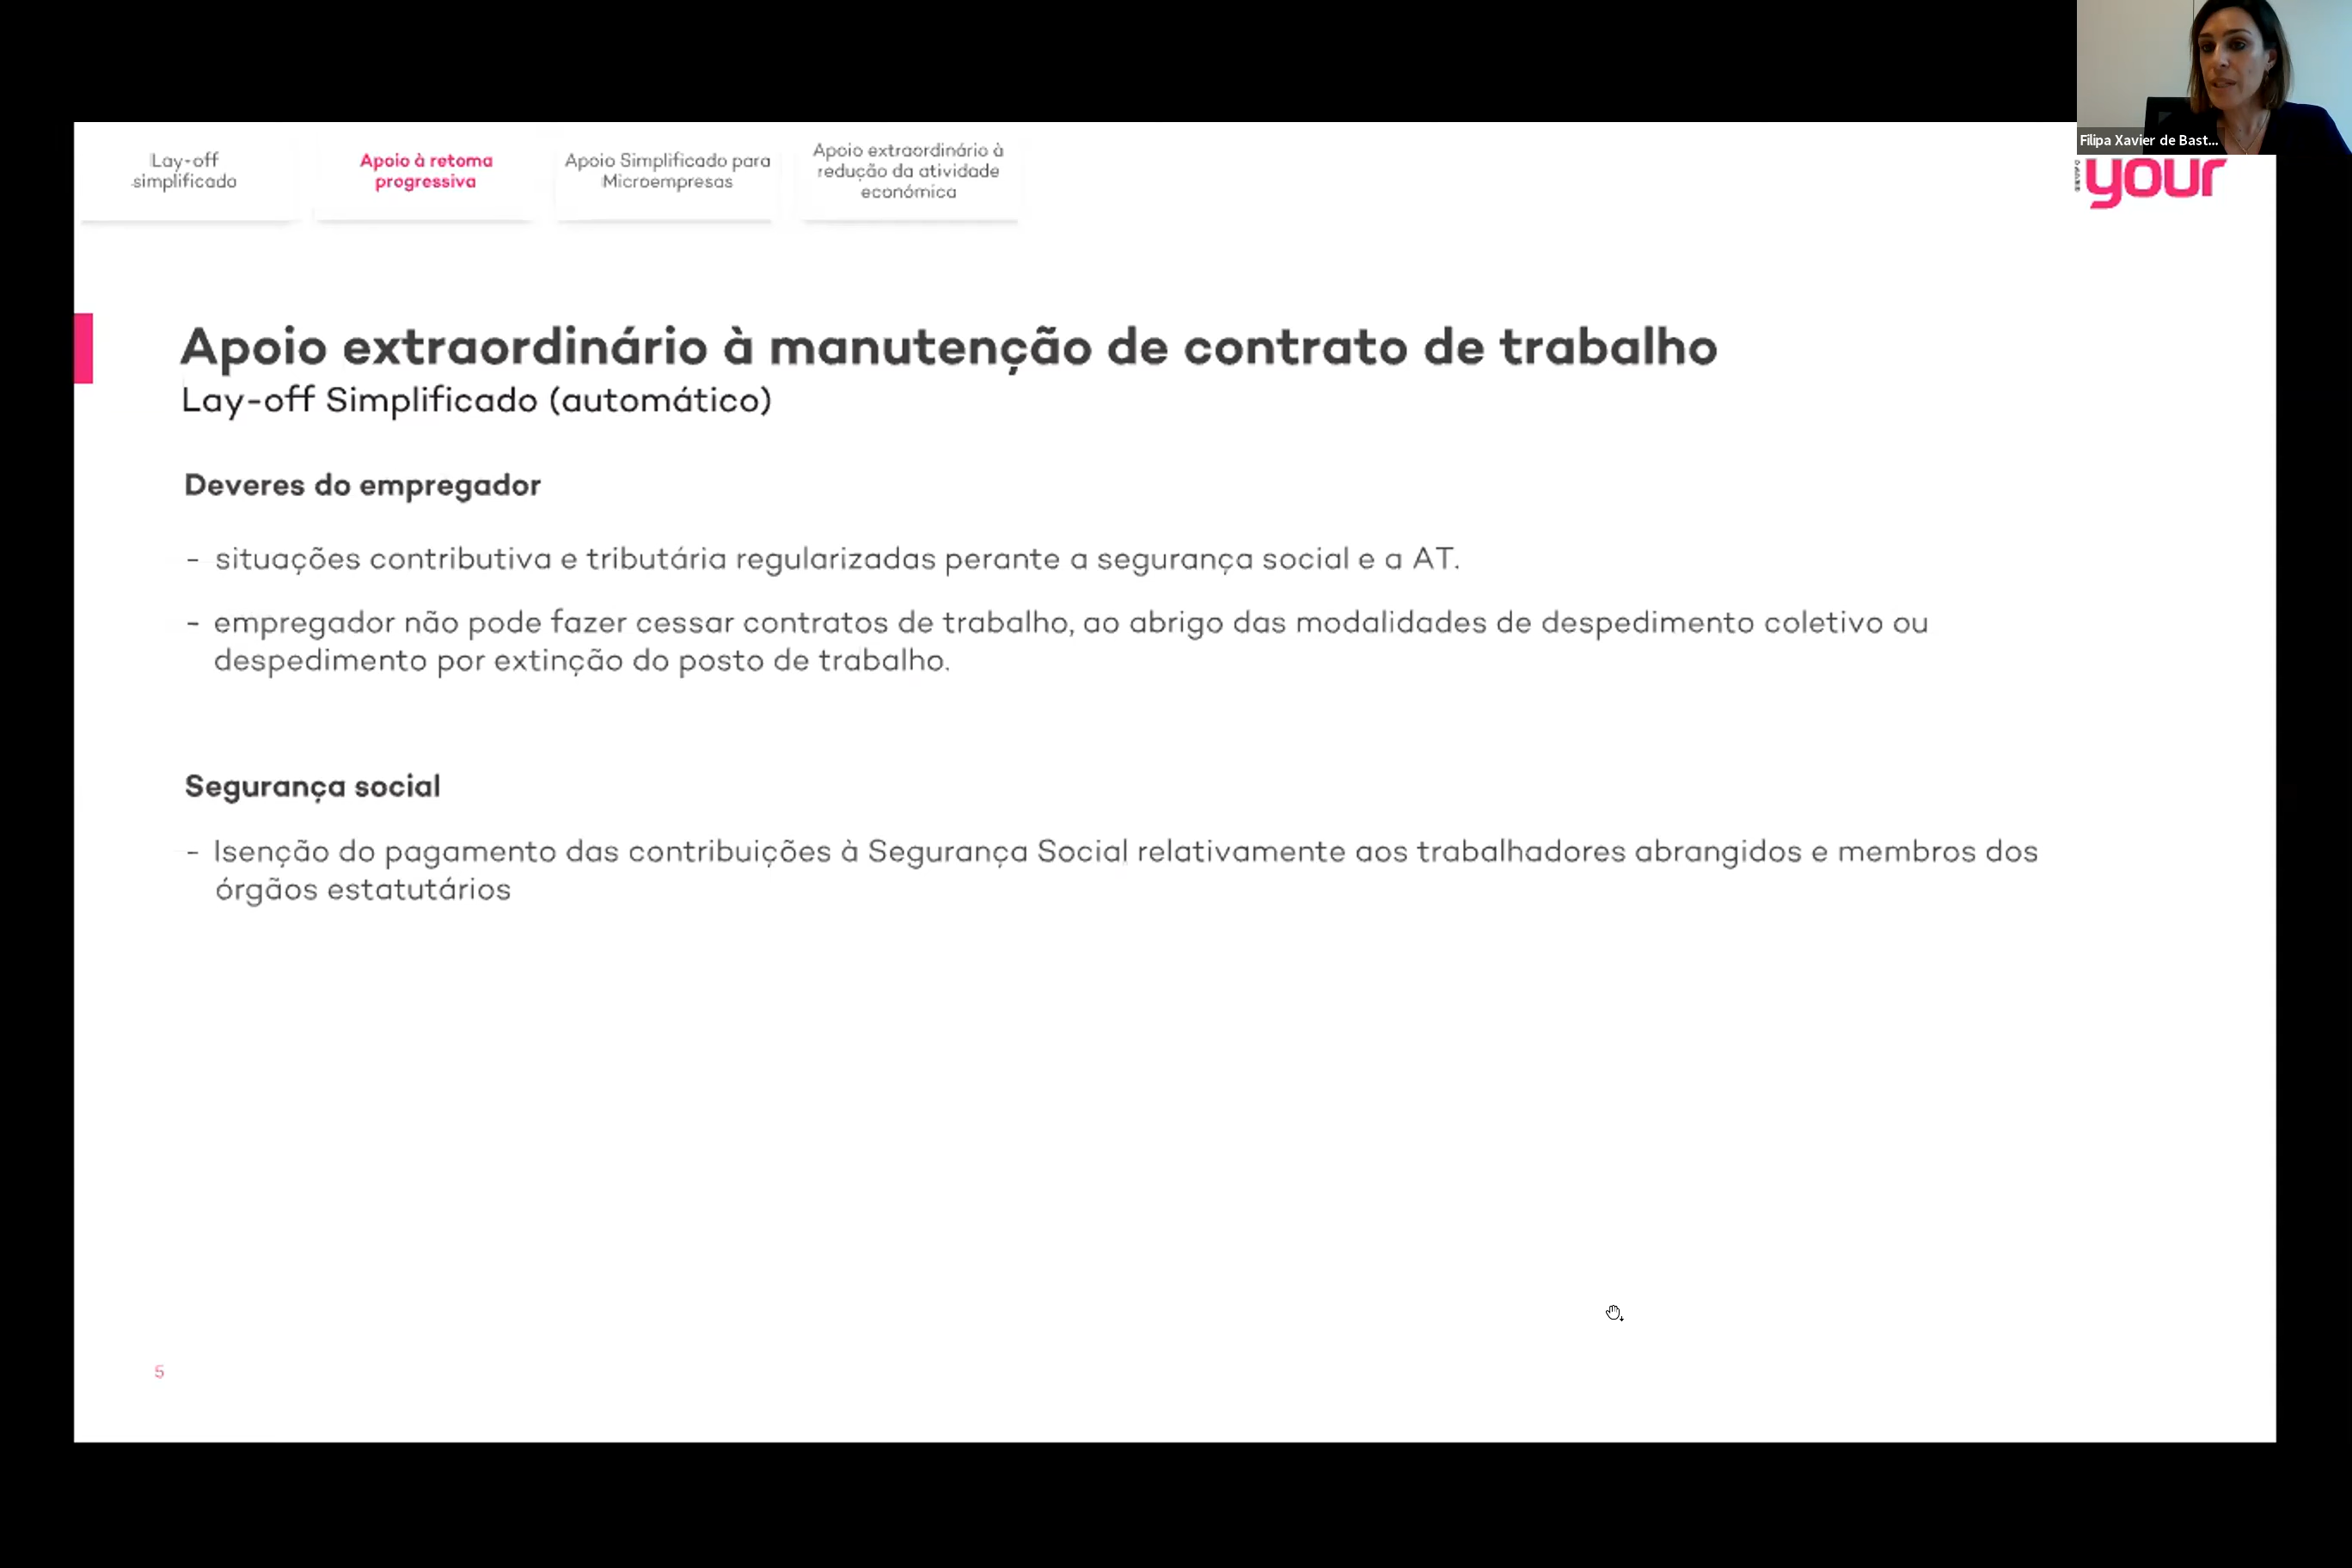 Filipa Xavier de Bast...
Lay-off
simplificado
Apoio à retoma
progressiva
Apoio Simplificado para
Microempresas
Apoio extraordinário à
redução da atividade
económica
your
Apoio extraordinário à manutenção de contrato de trabalho
Lay-off Simplificado (automático)
Deveres do empregador
- situações contributiva e tributária regularizadas perante a segurança social e a AT.
- empregador não pode fazer cessar contratos de trabalho, ao abrigo das modalidades de despedimento coletivo ou
despedimento por extinção do posto de trabalho.
Segurança social
- Isenção do pagamento das contribuições à Segurança Social relativamente aos trabalhadores abrangidos e membros dos
órgãos estatutários
5